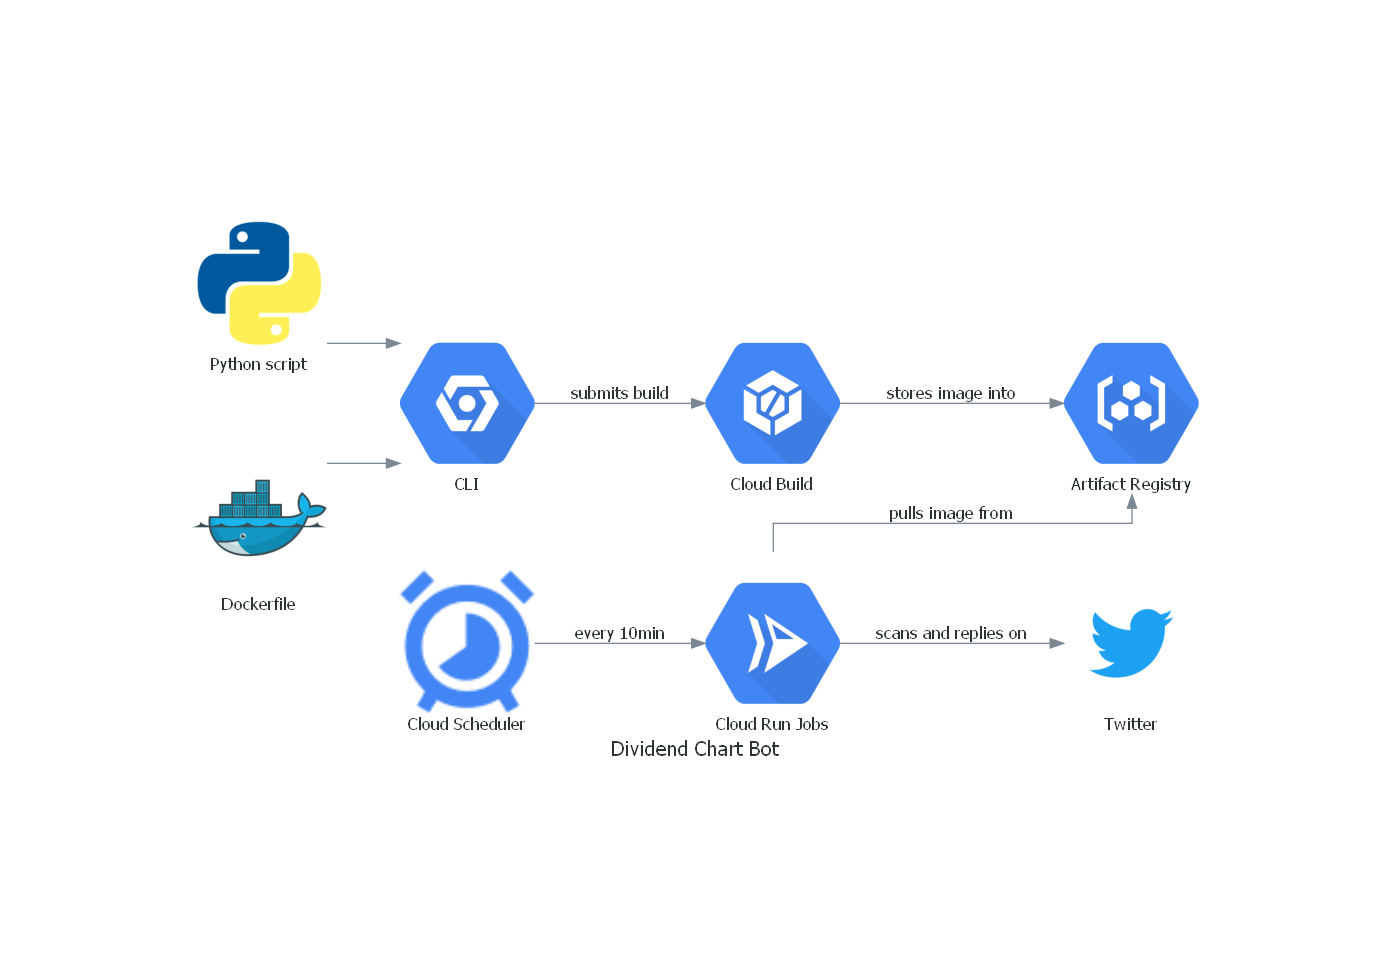 Python script
submits build
stores image into
CLI
Cloud Build
Artifact Registry
pulls image from
Dockerfile
every 10min
scans and replies on
Cloud Scheduler
Cloud Run Jobs
Twitter
Dividend Chart Bot